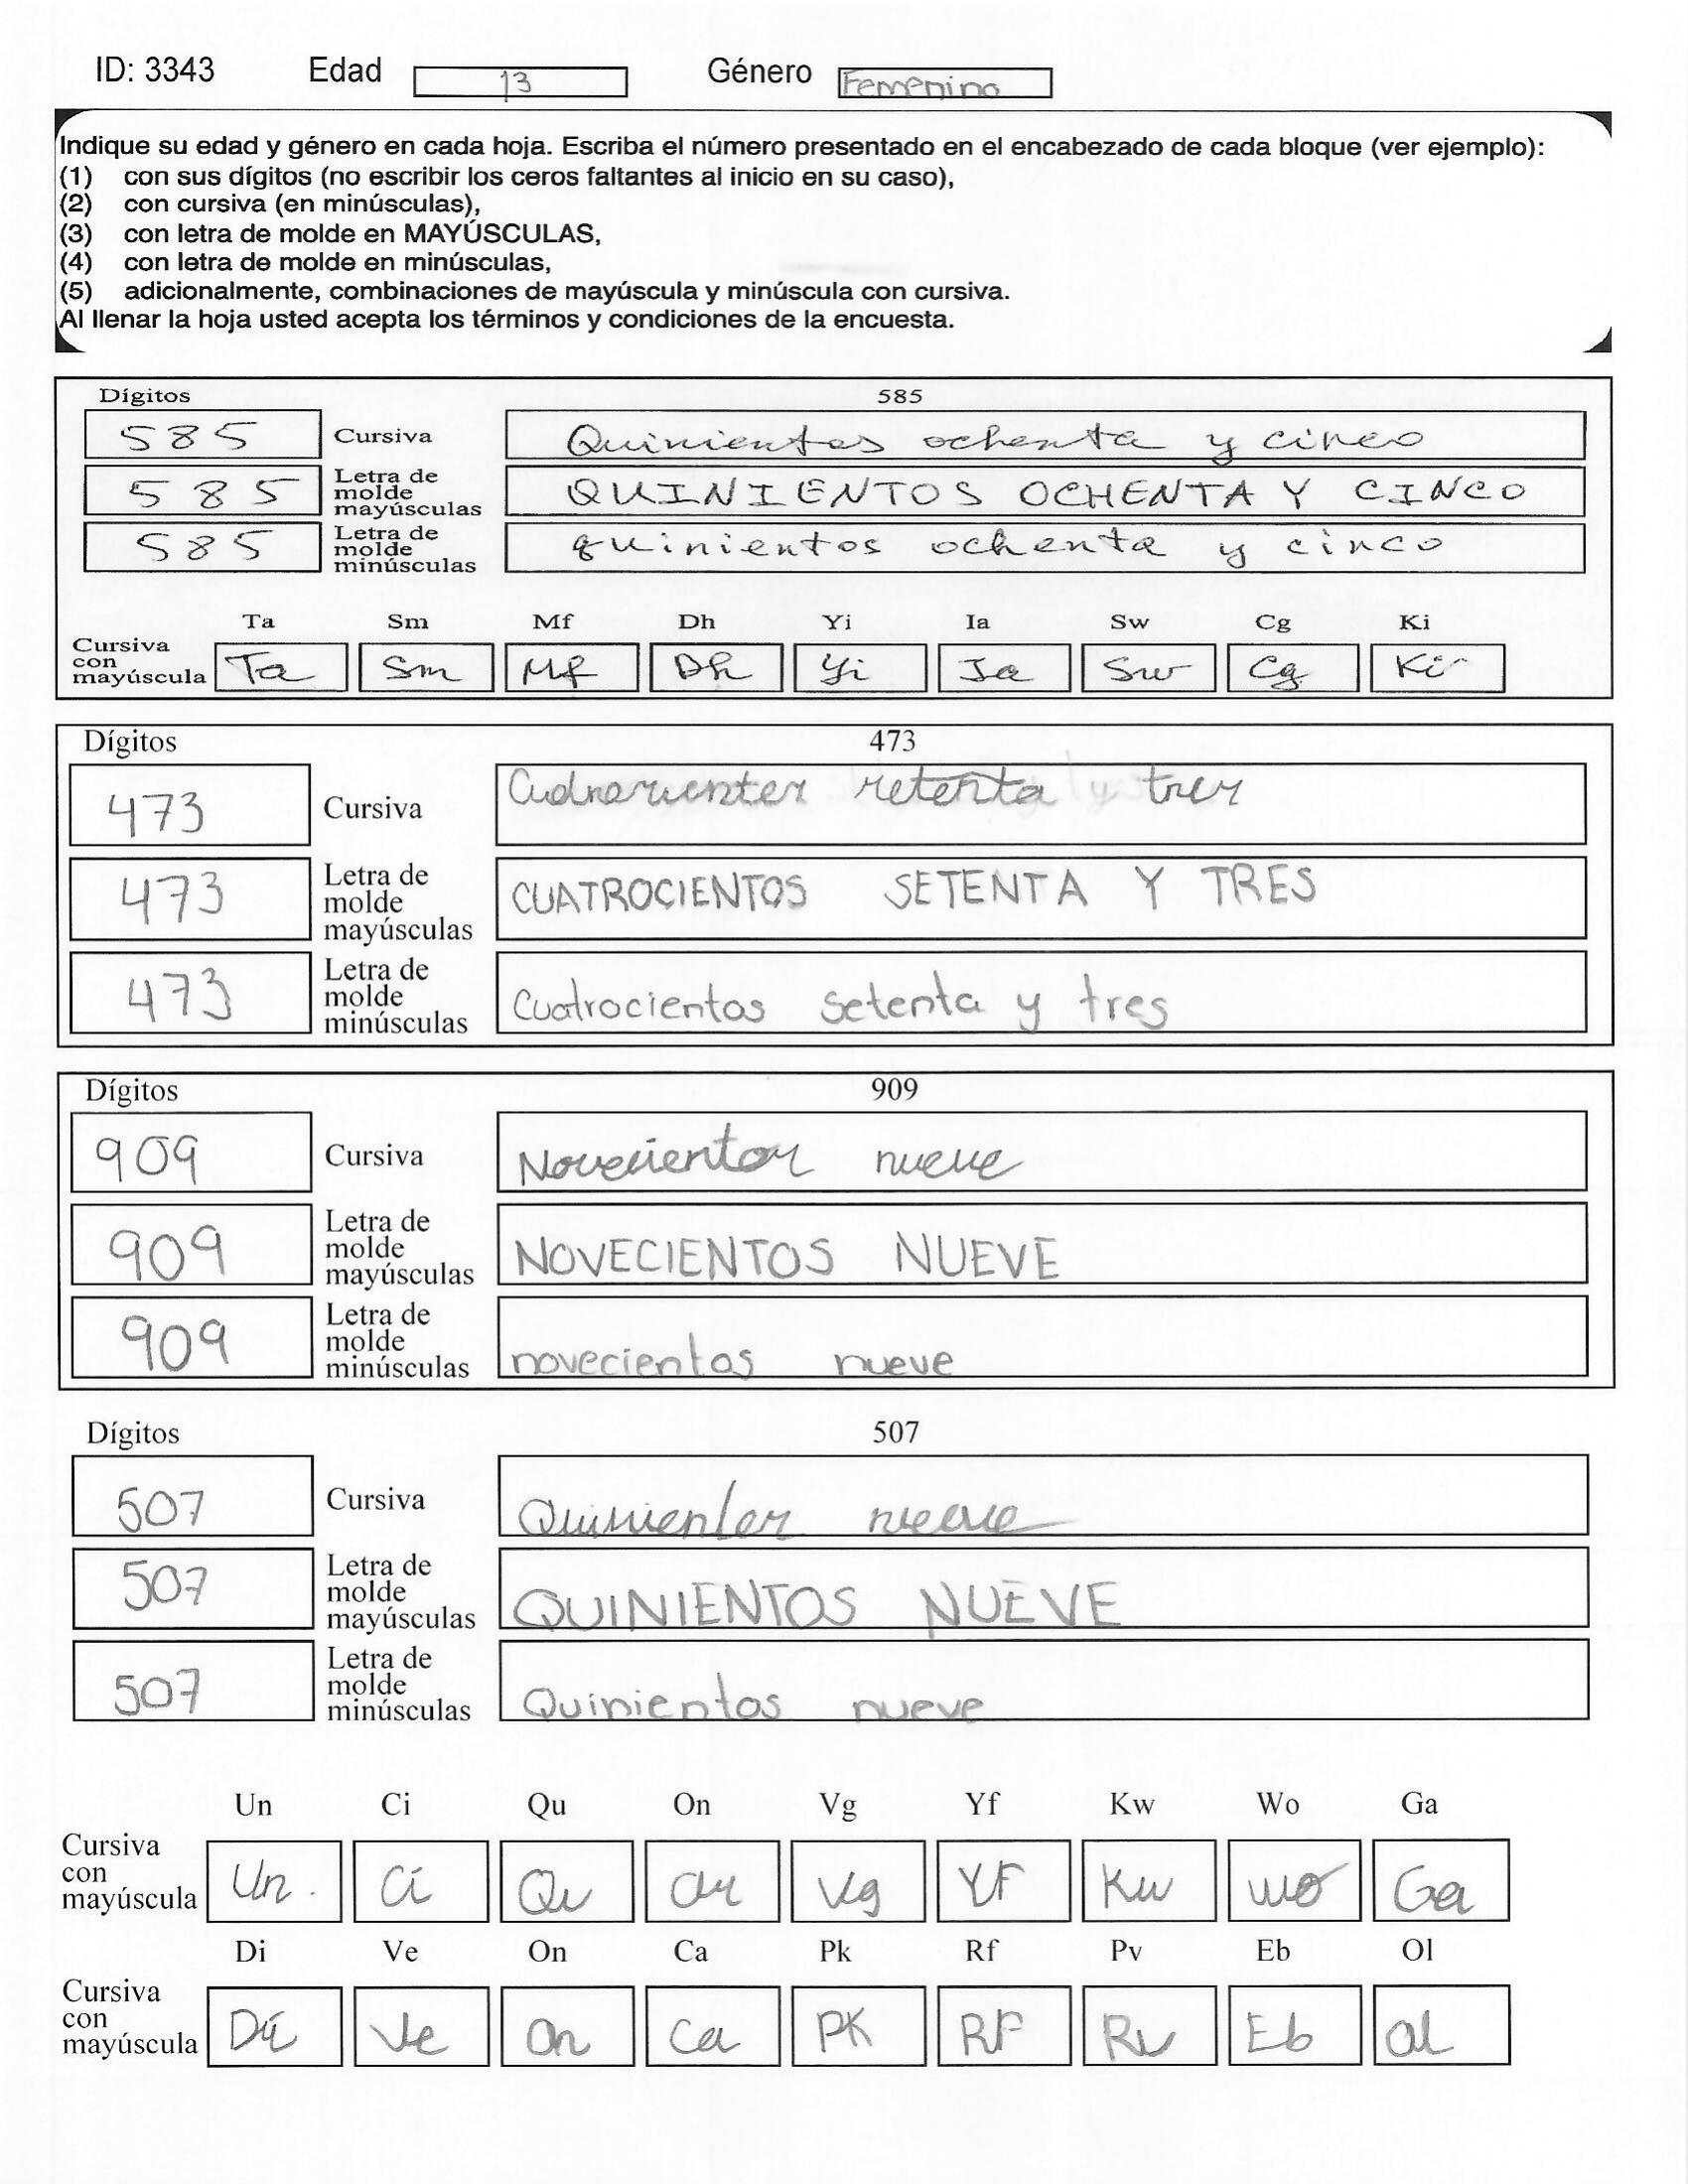 ID: 3343 Edad 13 Género Femenino
Indique su edad y género en cada hoja. Escriba el número presentado en el encabezado de cada bloque (ver ejemplo):
(1) con sus dígitos (no escribir los ceros faltantes al inicio en su caso),
(2) con cursiva (en minúsculas),
(3) con letra de molde en MAYÚSCULAS,
(4) con letra de molde en minúsculas,
(5) adicionalmente, combinaciones de mayúscula y minúscula con cursiva.
Al llenar la hoja usted acepta los términos y condiciones de la encuesta.
Dígitos 585
585 Cursiva Quinientos ochenta y cinco
585 Letra de molde mayúsculas QUINIENTOS OCHENTA Y CINCO
585 Letra de molde minúsculas quinientos ochenta y cinco
Ta Sm Mf Dh Yi Ia Sw Cg Ki
Cursiva con mayúscula Ta Sm Mf Dh Yi Ia Sw Cg Ki
Dígitos 473
473 Cursiva setenta y tres
473 Letra de molde mayúsculas CUATROCIENTOS SETENTA Y TRES
473 Letra de molde minúsculas Cuatrocientos setenta y tres
Dígitos 909
909 Cursiva Novecientos nueve
909 Letra de molde mayúsculas NOVECIENTOS NUEVE
909 Letra de molde minúsculas novecientos nueve
Dígitos 507
507 Cursiva Quinientos nueve
507 Letra de molde mayúsculas QUINIENTOS NUEVE
507 Letra de molde minúsculas Quinientos nueve
Un Ci Qu On Vg Yf Kw Wo Ga
Cursiva con mayúscula Un Ci Qu On Vg YF Kw Wo Ga
Di Ve On Ca Pk Rf Pv Eb Ol
Cursiva con mayúscula Di Ve On Ca PK RF Pv Eb Ol